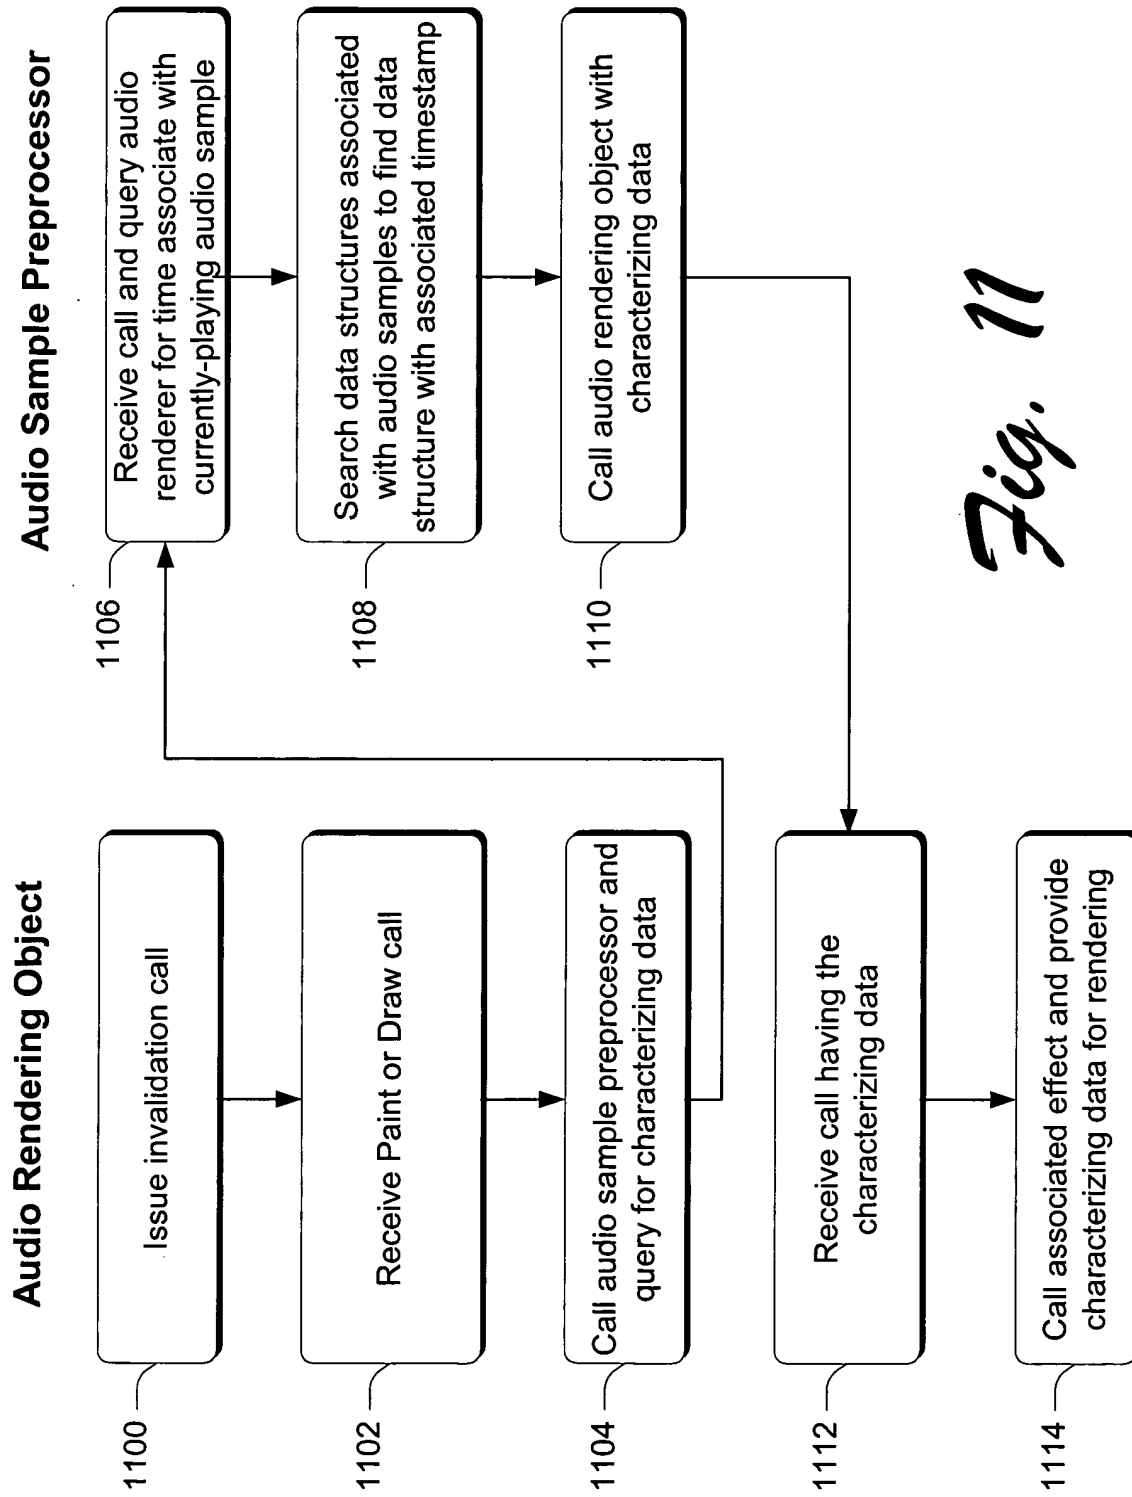 Audio Rendering Object
1100
Issue invalidation call
1102
Receive Paint or Draw call
1104
Call audio sample preprocessor and
query for characterizing data
Audio Sample Preprocessor
1106
Receive call and query audio
renderer for time associate with
currently-playing audio sample
1108
Search data structures associated
with audio samples to find data
structure with associated timestamp
1110
Call audio rendering object with
characterizing data
1112
Receive call having the
characterizing data
1114
Call associated effect and provide
characterizing data for rendering
Fig. 11